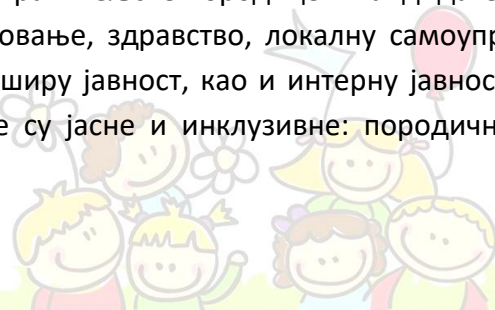 овање, здравство, локалну самоупр
ширу јавност, као и интерну јавнос
е су јасне и инклузивне: породичн